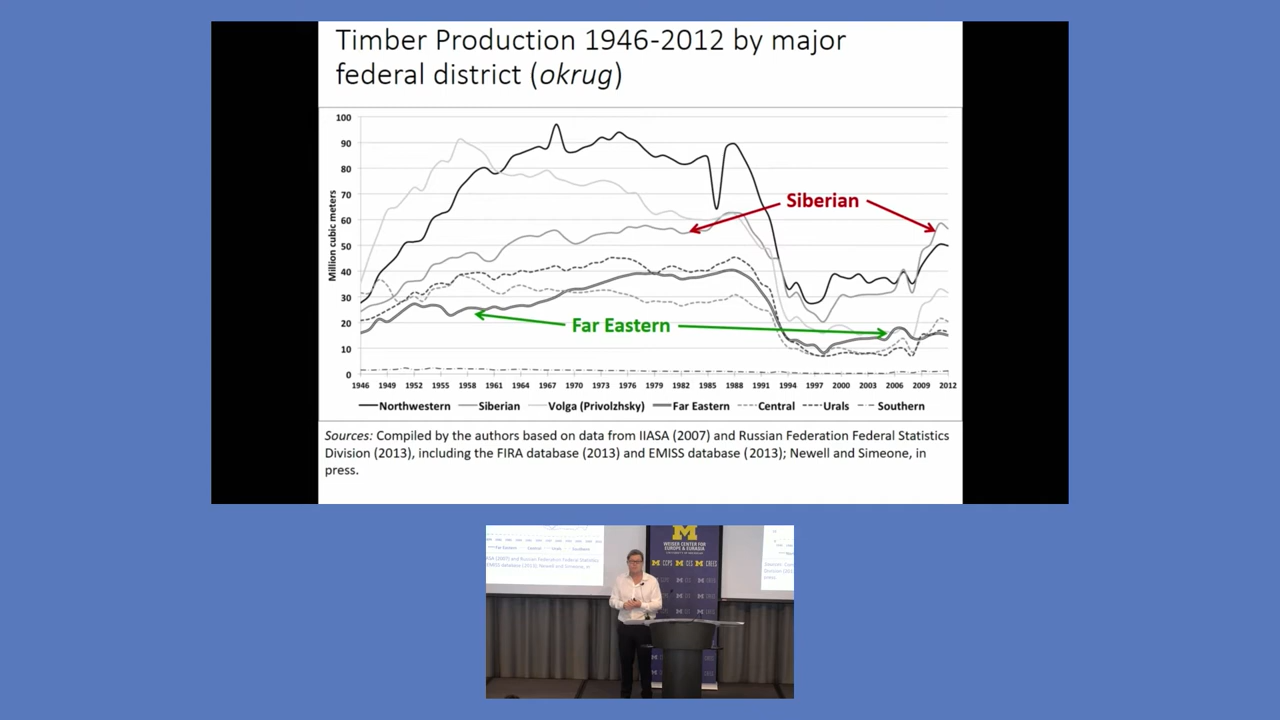 Timber Production 1946-2012 by major
federal district (okrug)
Million cubic meters
100
90
80
70
60
50
40
30
20
10
0
Siberian
Far Eastern
1946 1949 1952 1955 1958 1961 1964 1967 1970 1973 1976 1979 1982 1985 1988 1991 1994 1997 2000 2003 2006 2009 2012
Northwestern Siberian Volga (Privolzhsky) Far Eastern Central Urals Southern
Sources: Compiled by the authors based on data from IIASA (2007) and Russian Federation Federal Statistics
Division (2013), including the FIRA database (2013) and EMISS database (2013); Newell and Simeone, in
press.
M
WEISER CENTER FOR
EUROPE & EURASIA